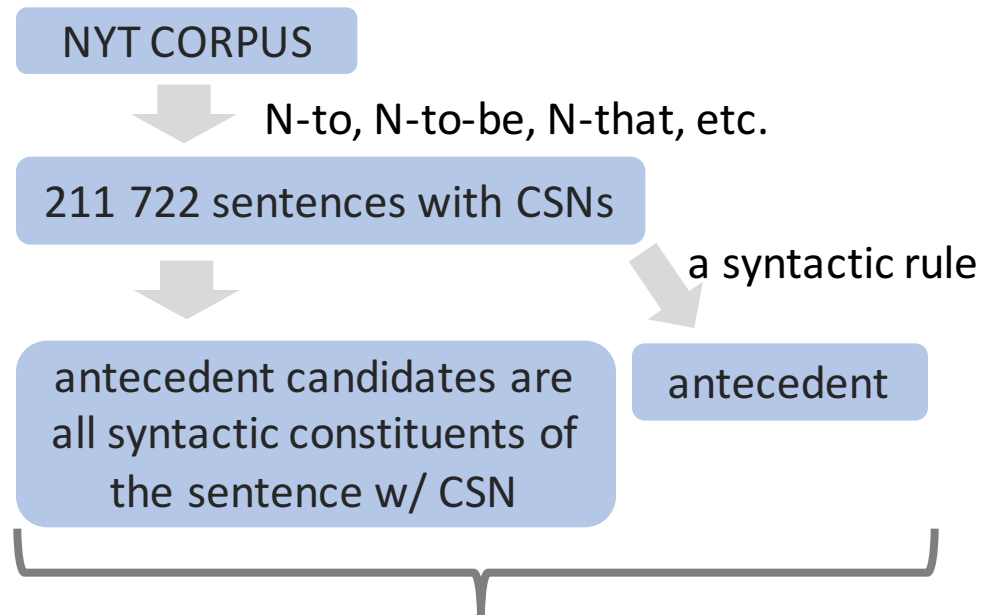 NYT CORPUS
N-to, N-to-be, N-that, etc.
211 722 sentences with CSNs
a syntactic rule
antecedent candidates are
all syntactic constituents of
the sentence w/ CSN
antecedent